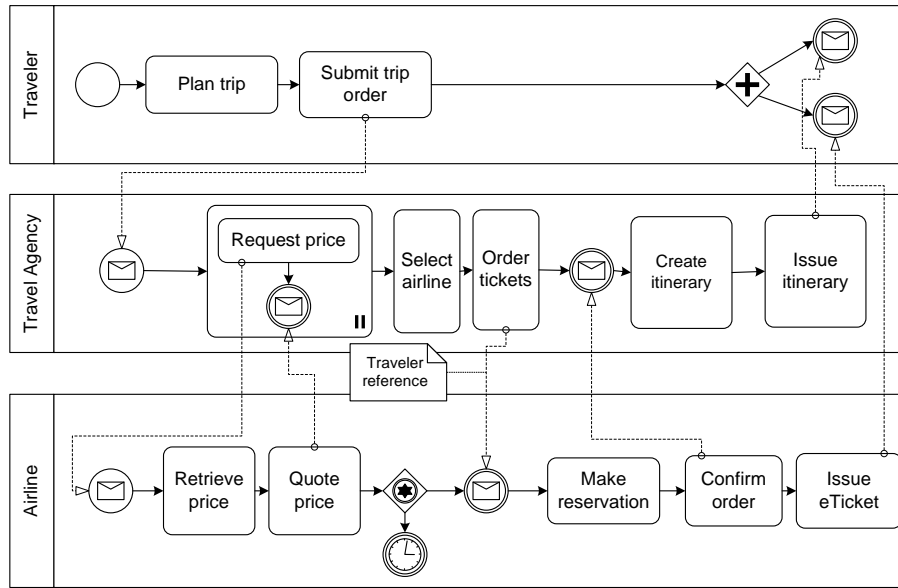 Traveler
Plan trip
Submit trip
order
Travel Agency
Request price
Select
airline
Order
tickets
Create
itinerary
Issue
itinerary
Traveler
reference
Airline
Retrieve
price
Quote
price
Make
reservation
Confirm
order
Issue
eTicket